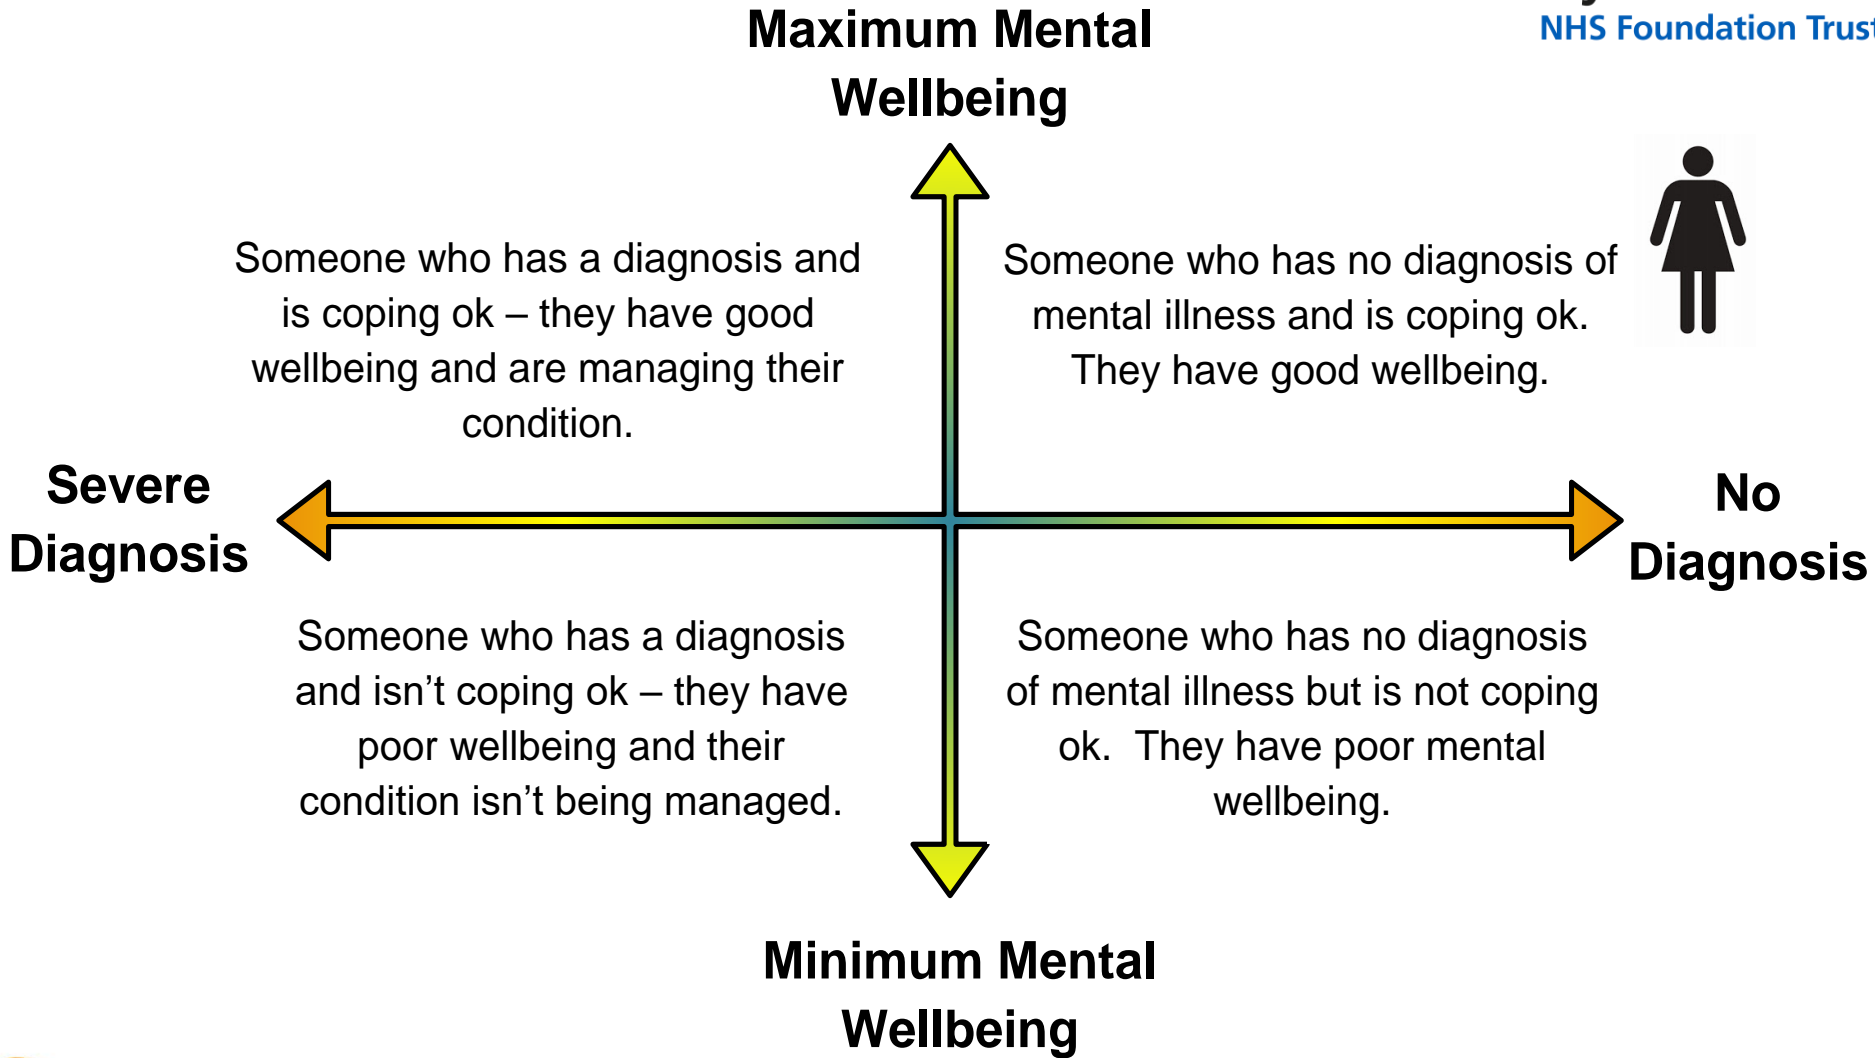 NHS Foundation Trust
Maximum Mental
Wellbeing
Someone who has a diagnosis and
is coping ok – they have good
wellbeing and are managing their
condition.
Someone who has no diagnosis of
mental illness and is coping ok.
They have good wellbeing.
Severe
Diagnosis
No
Diagnosis
Someone who has a diagnosis
and isn’t coping ok – they have
poor wellbeing and their
condition isn’t being managed.
Someone who has no diagnosis
of mental illness but is not coping
ok.  They have poor mental
wellbeing.
Minimum Mental
Wellbeing